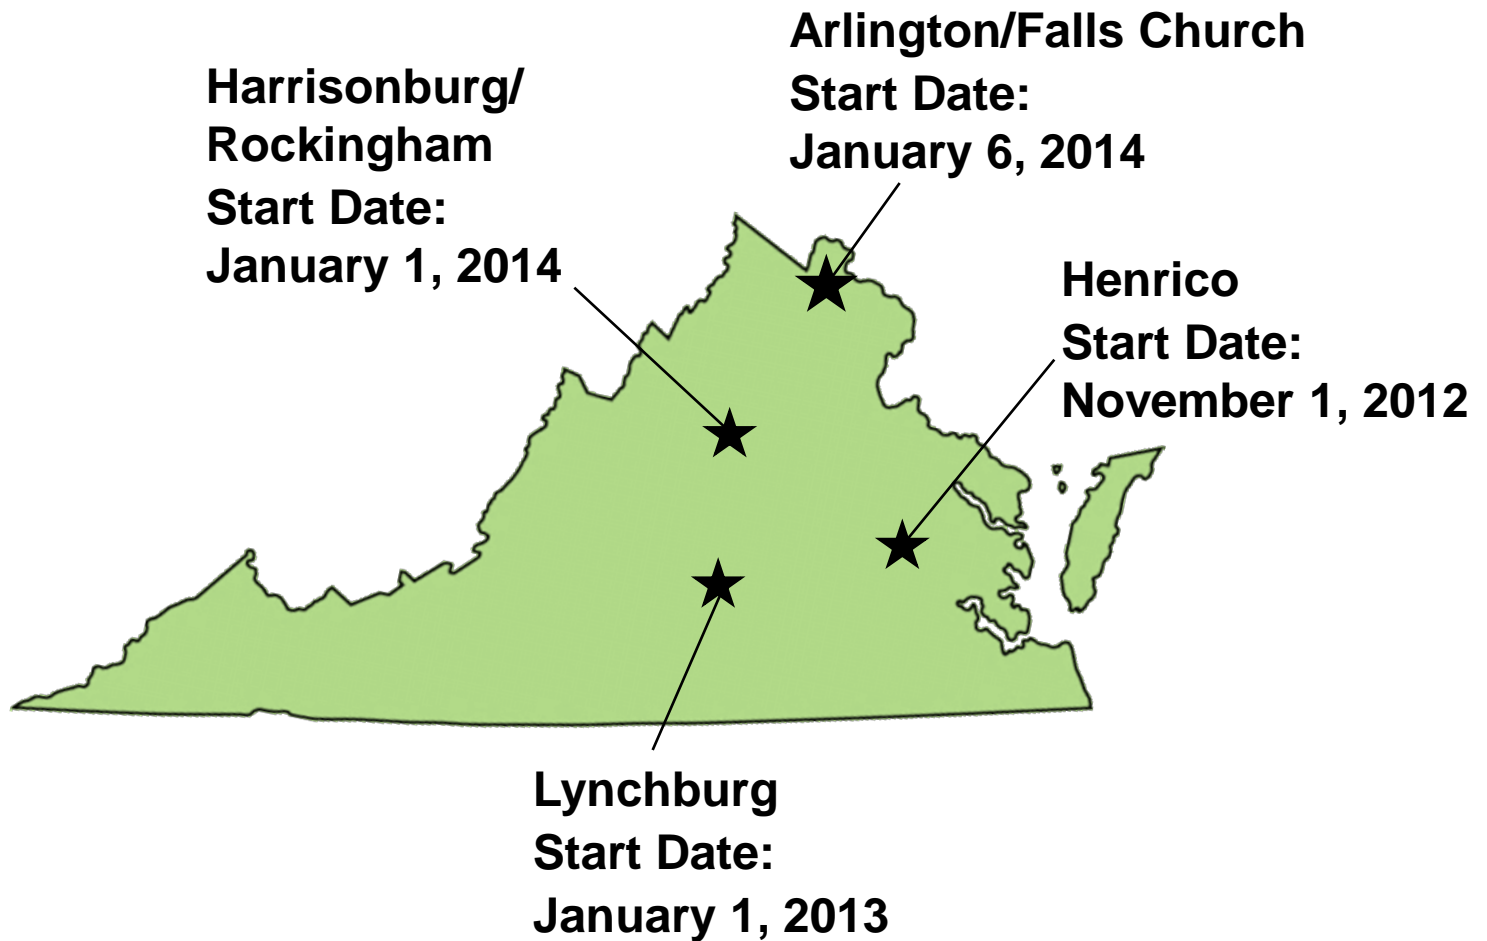 Arlington/Falls Church
Start Date:
January 6, 2014
Harrisonburg/
Rockingham
Start Date:
January 1, 2014
Henrico
Start Date:
November 1, 2012
Lynchburg
Start Date:
January 1, 2013